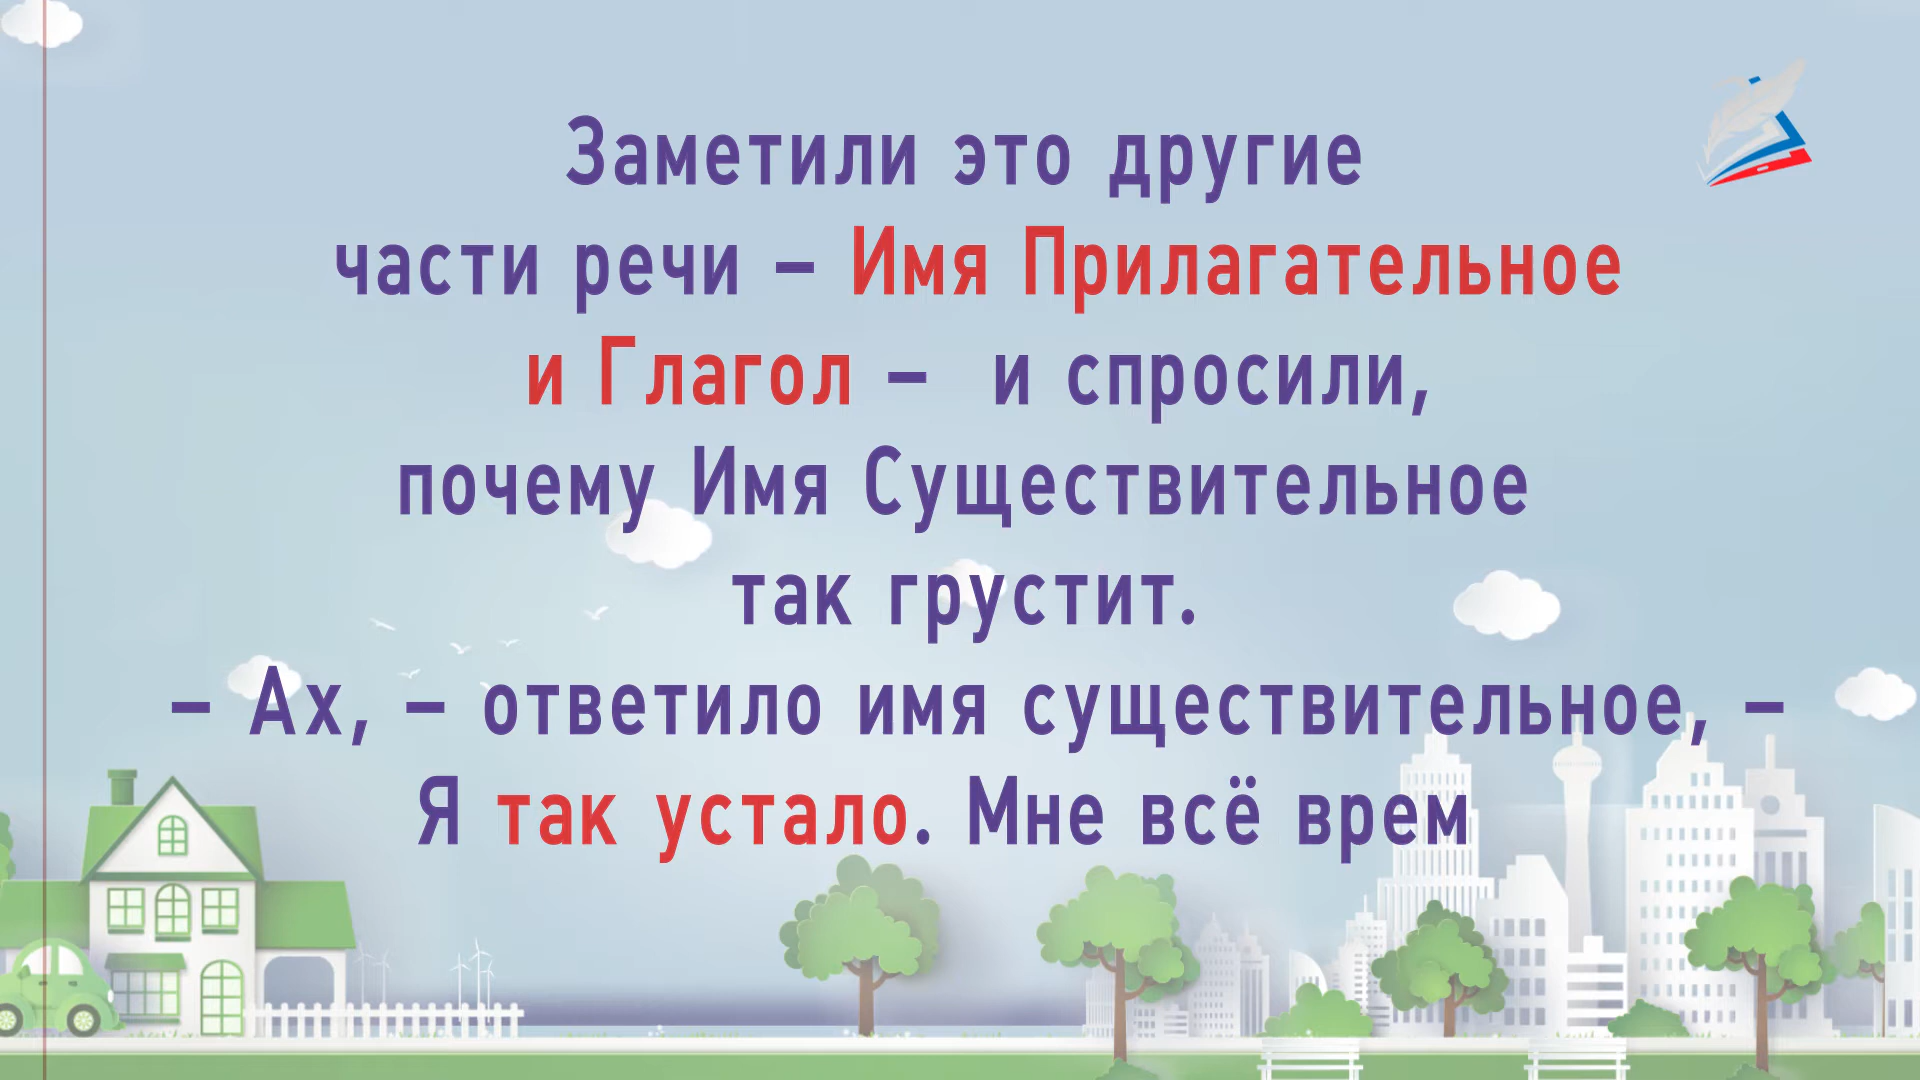 Заметили это другие
части речи – Имя Прилагательное
и Глагол – и спросили,
почему Имя Существительное
так грустит.
– Ах, – ответило имя существительное, –
Я так устало. Мне всё врем